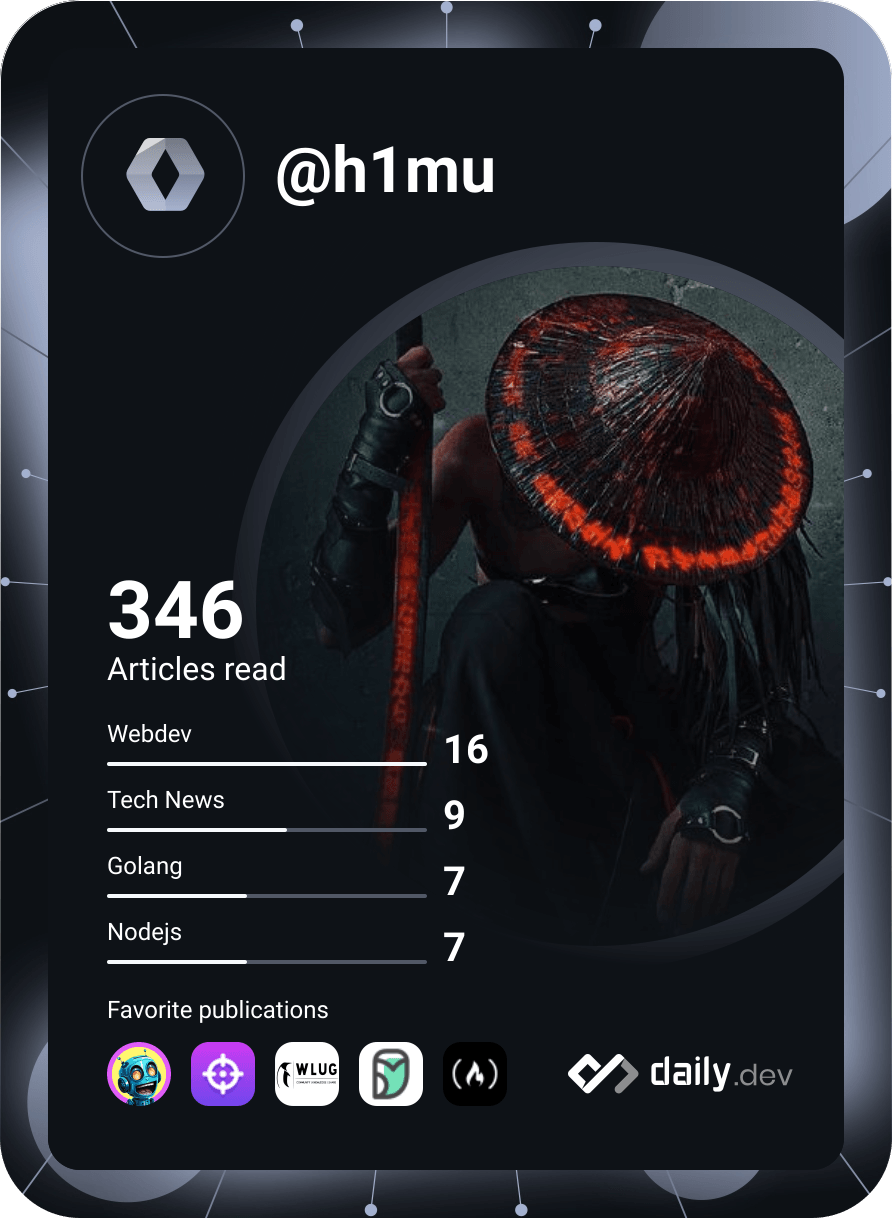 @h1mu
346
Articles read
Webdev
16
Tech News
9
Golang
7
Nodejs
7
Favorite publications
WLUG
daily.dev